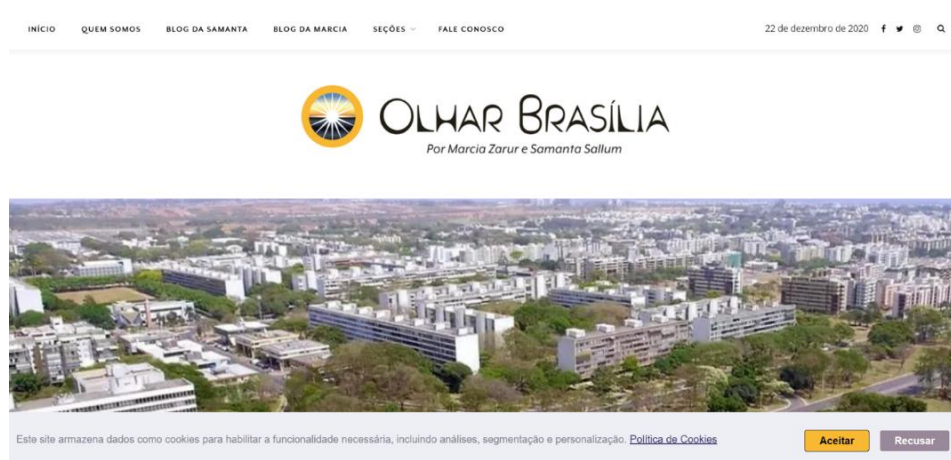 INÍCIO QUEM SOMOS BLOG DA SAMANTA BLOG DA MARCIA SEÇÕES FALE CONOSCO 22 de dezembro de 2020
OLHAR BRASÍLIA
Por Marcia Zarur e Samanta Sallum
Este site armazena dados como cookies para habilitar a funcionalidade necessária, incluindo análises, segmentação e personalização. Política de Cookies Aceitar Recusar